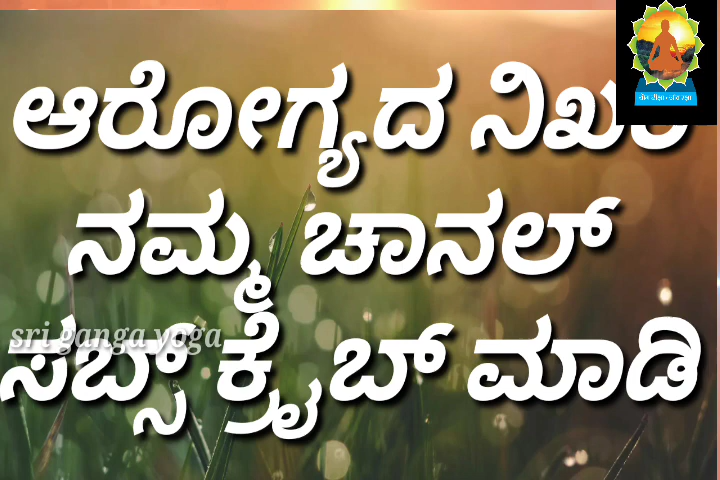 ಆರೋಗ್ಯದ
ನಮ್ಮ ಚಾನಲ್
sri ganga yoga
ಸಬ್ಸ್ ಕ್ರೈಬ್ ಮಾಡಿ